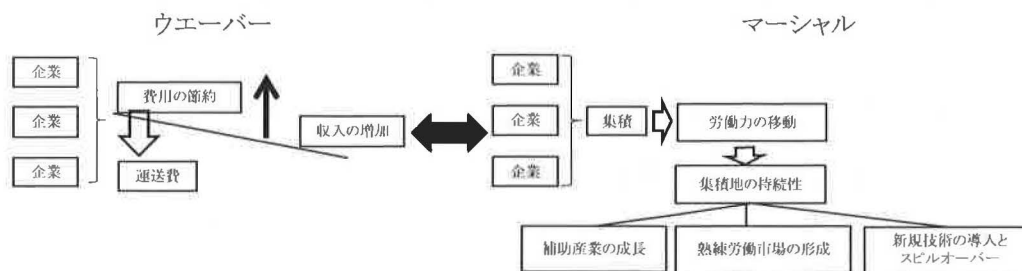 ウエーバー
企業
企業
企業
費用の節約
運送費
収入の増加
マーシャル
企業
企業
企業
集積
労働力の移動
集積地の持続性
補助産業の成長
熟練労働市場の形成
新規技術の導入と
スピルオーバー